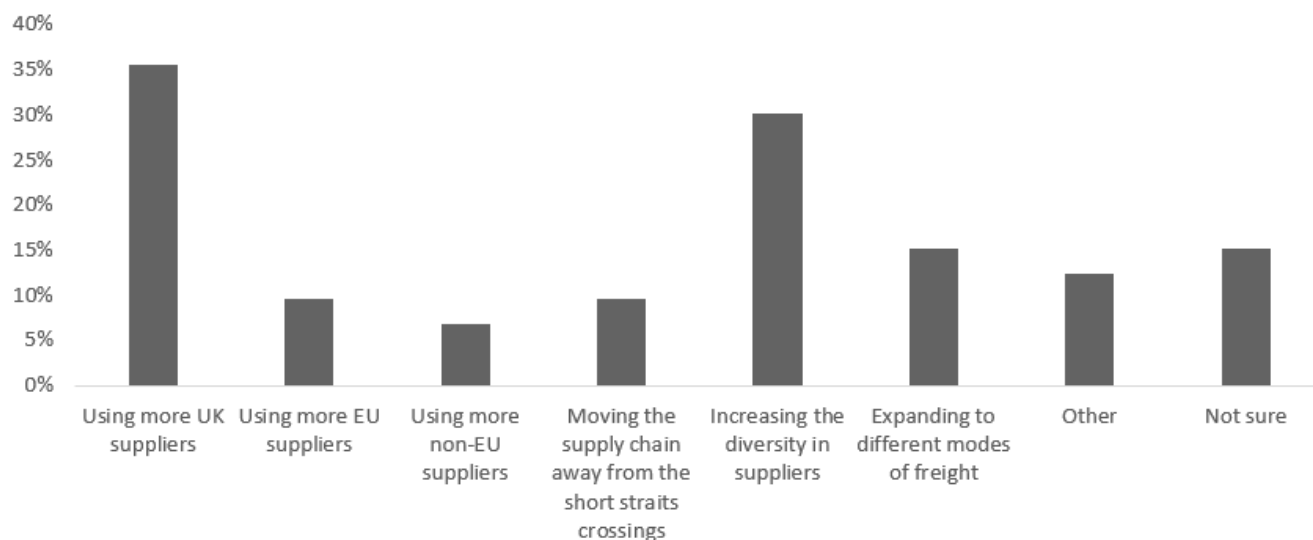 40%
35%
30%
25%
20%
15%
10%
5%
0%
Using more UK
suppliers
Using more EU
suppliers
Using more
non-EU
suppliers
Moving the
supply chain
away from the
short straits
crossings
Increasing the
diversity in
suppliers
Expanding to
different modes
of freight
Other
Not sure